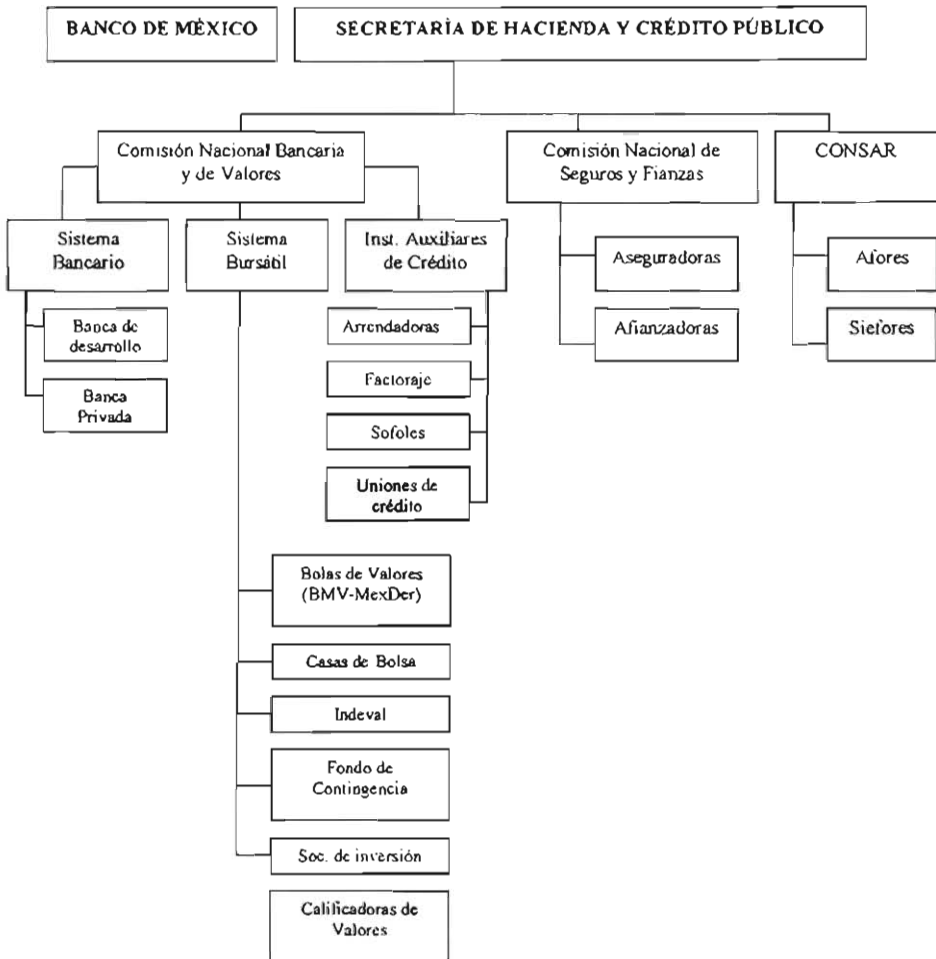 BANCO DE MÉXICO
SECRETARÍA DE HACIENDA Y CRÉDITO PÚBLICO
Comisión Nacional Bancaria
y de Valores
Comisión Nacional de
Seguros y Fianzas
CONSAR
Sistema
Bancario
Sistema
Bursátil
Inst. Auxiliares
de Crédito
Aseguradoras
Afores
Banca de
desarrollo
Arrendadoras
Afianzadoras
Siefores
Banca
Privada
Factoraje
Sofoles
Uniones de
crédito
Bolas de Valores
(BMV-MexDer)
Casas de Bolsa
Indeval
Fondo de
Contingencia
Soc. de inversión
Calificadoras de
Valores